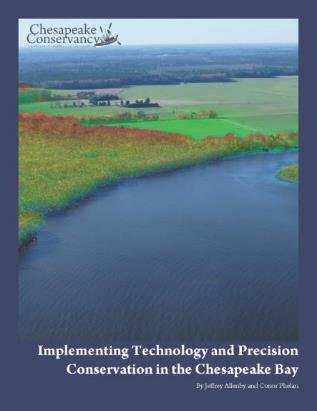 Chesapeake
Conservancy
Implementing Technology and Precision
Conservation in the Chesapeake Bay
By Jeffrey Allenby and Conor Phelan